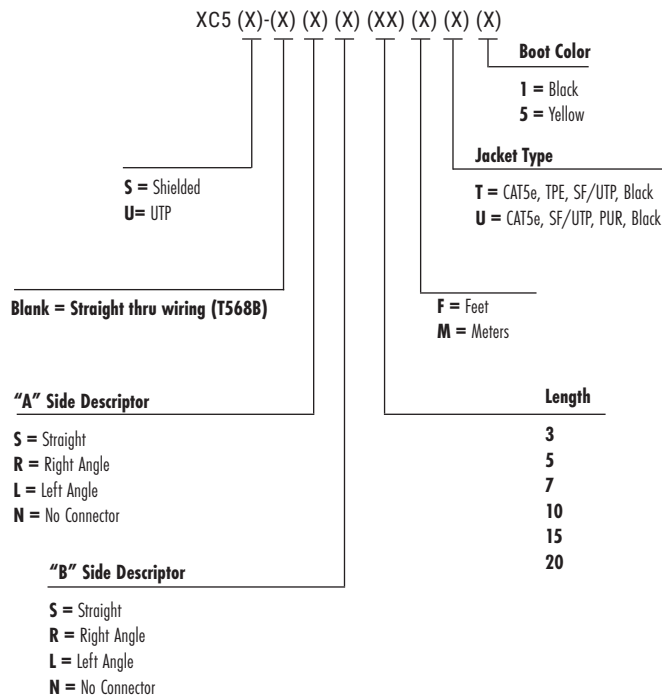 XC5 (X)-(X) (X) (X) (XX) (X) (X) (X)
Boot Color
1 = Black
5 = Yellow
Jacket Type
T = CAT5e, TPE, SF/UTP, Black
U = CAT5e, SF/UTP, PUR, Black
S = Shielded
U= UTP
Blank = Straight thru wiring (T568B)
F = Feet
M = Meters
"A" Side Descriptor
S = Straight
R = Right Angle
L = Left Angle
N = No Connector
Length
3
5
7
10
15
20
"B" Side Descriptor
S = Straight
R = Right Angle
L = Left Angle
N = No Connector